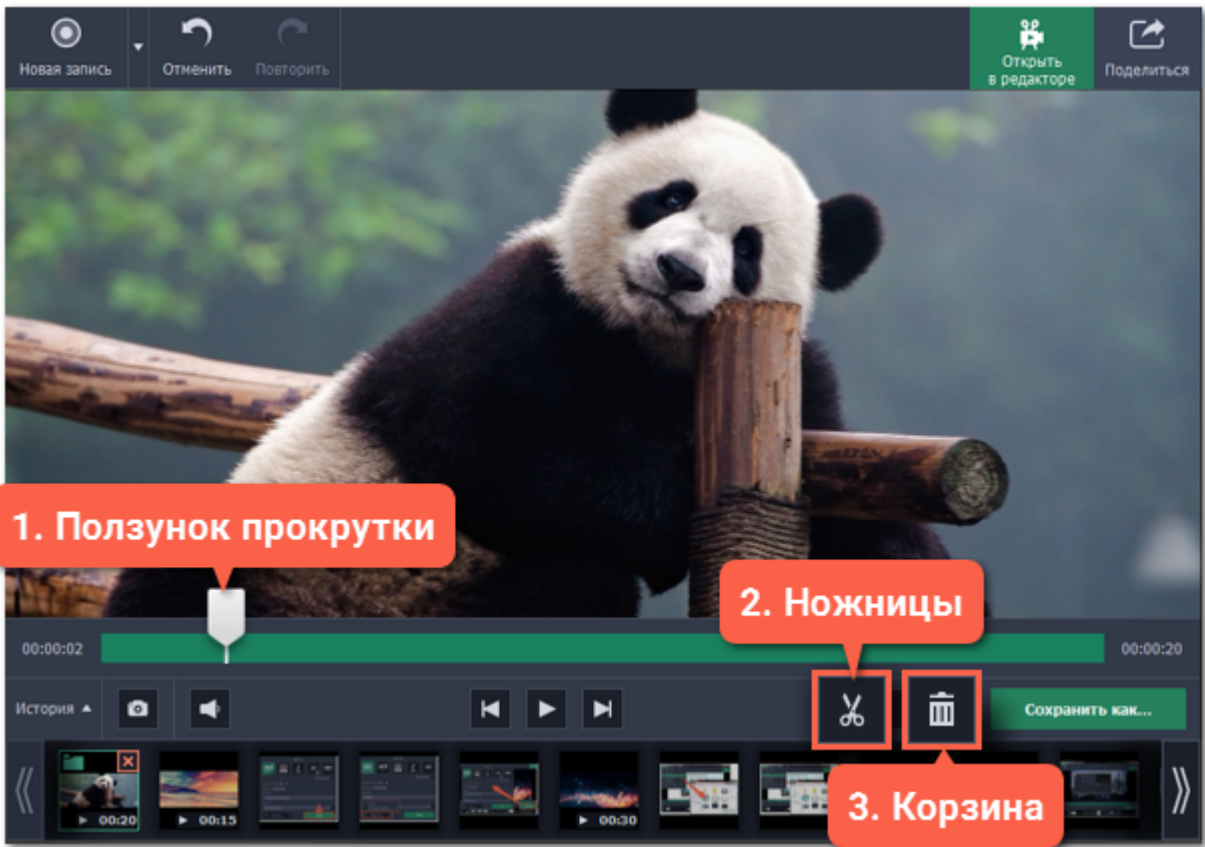 Новая запись
Отменить
Повторить
Открыть
в редакторе
Поделиться
1. Ползунок прокрутки
2. Ножницы
00:00:02
00:00:20
История
Сохранить как...
00:20
00:15
00:30
3. Корзина